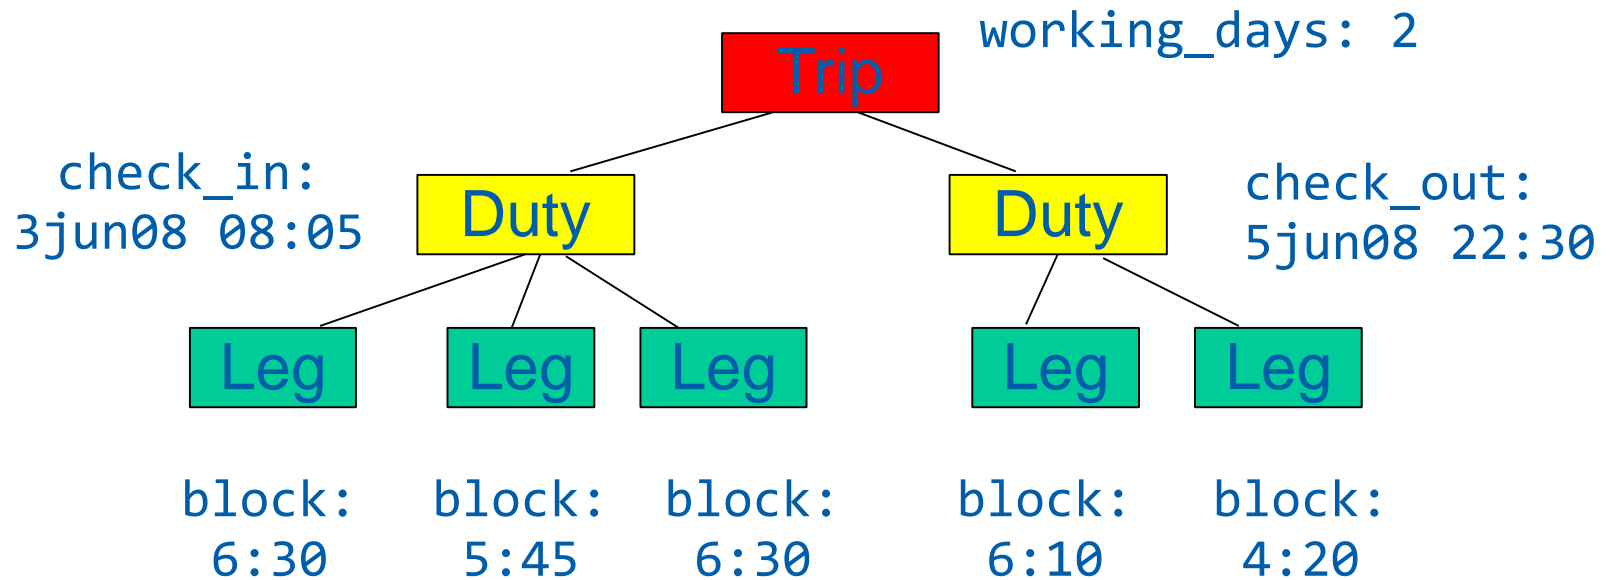 working_days: 2
Trip
check_in:
3jun08 08:05
Duty
Duty
check_out:
5jun08 22:30
Leg
Leg
Leg
Leg
Leg
block:
6:30
block:
5:45
block:
6:30
block:
6:10
block:
4:20